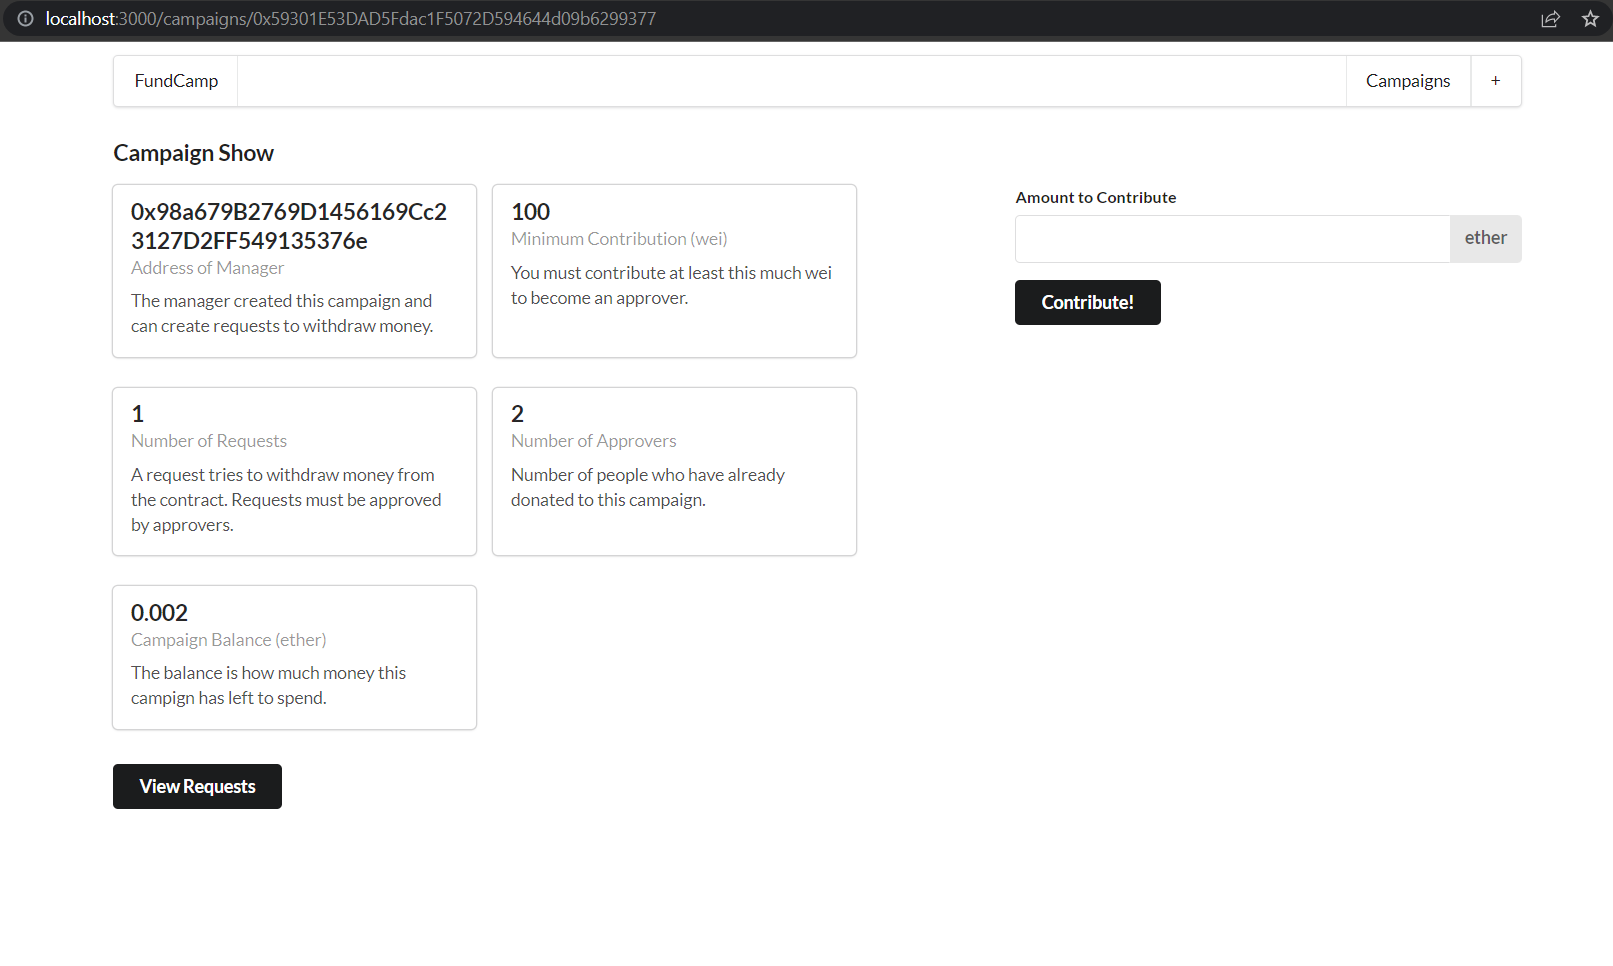 localhost:3000/campaigns/0x59301E53DAD5Fdac1F5072D594644d09b6299377
FundCamp
Campaigns
+
Campaign Show
0x98a679B2769D1456169Cc2
3127D2FF549135376e
Address of Manager
The manager created this campaign and
can create requests to withdraw money.
100
Minimum Contribution (wei)
You must contribute at least this much wei
to become an approver.
1
Number of Requests
A request tries to withdraw money from
the contract. Requests must be approved
by approvers.
2
Number of Approvers
Number of people who have already
donated to this campaign.
0.002
Campaign Balance (ether)
The balance is how much money this
campign has left to spend.
View Requests
Amount to Contribute
ether
Contribute!